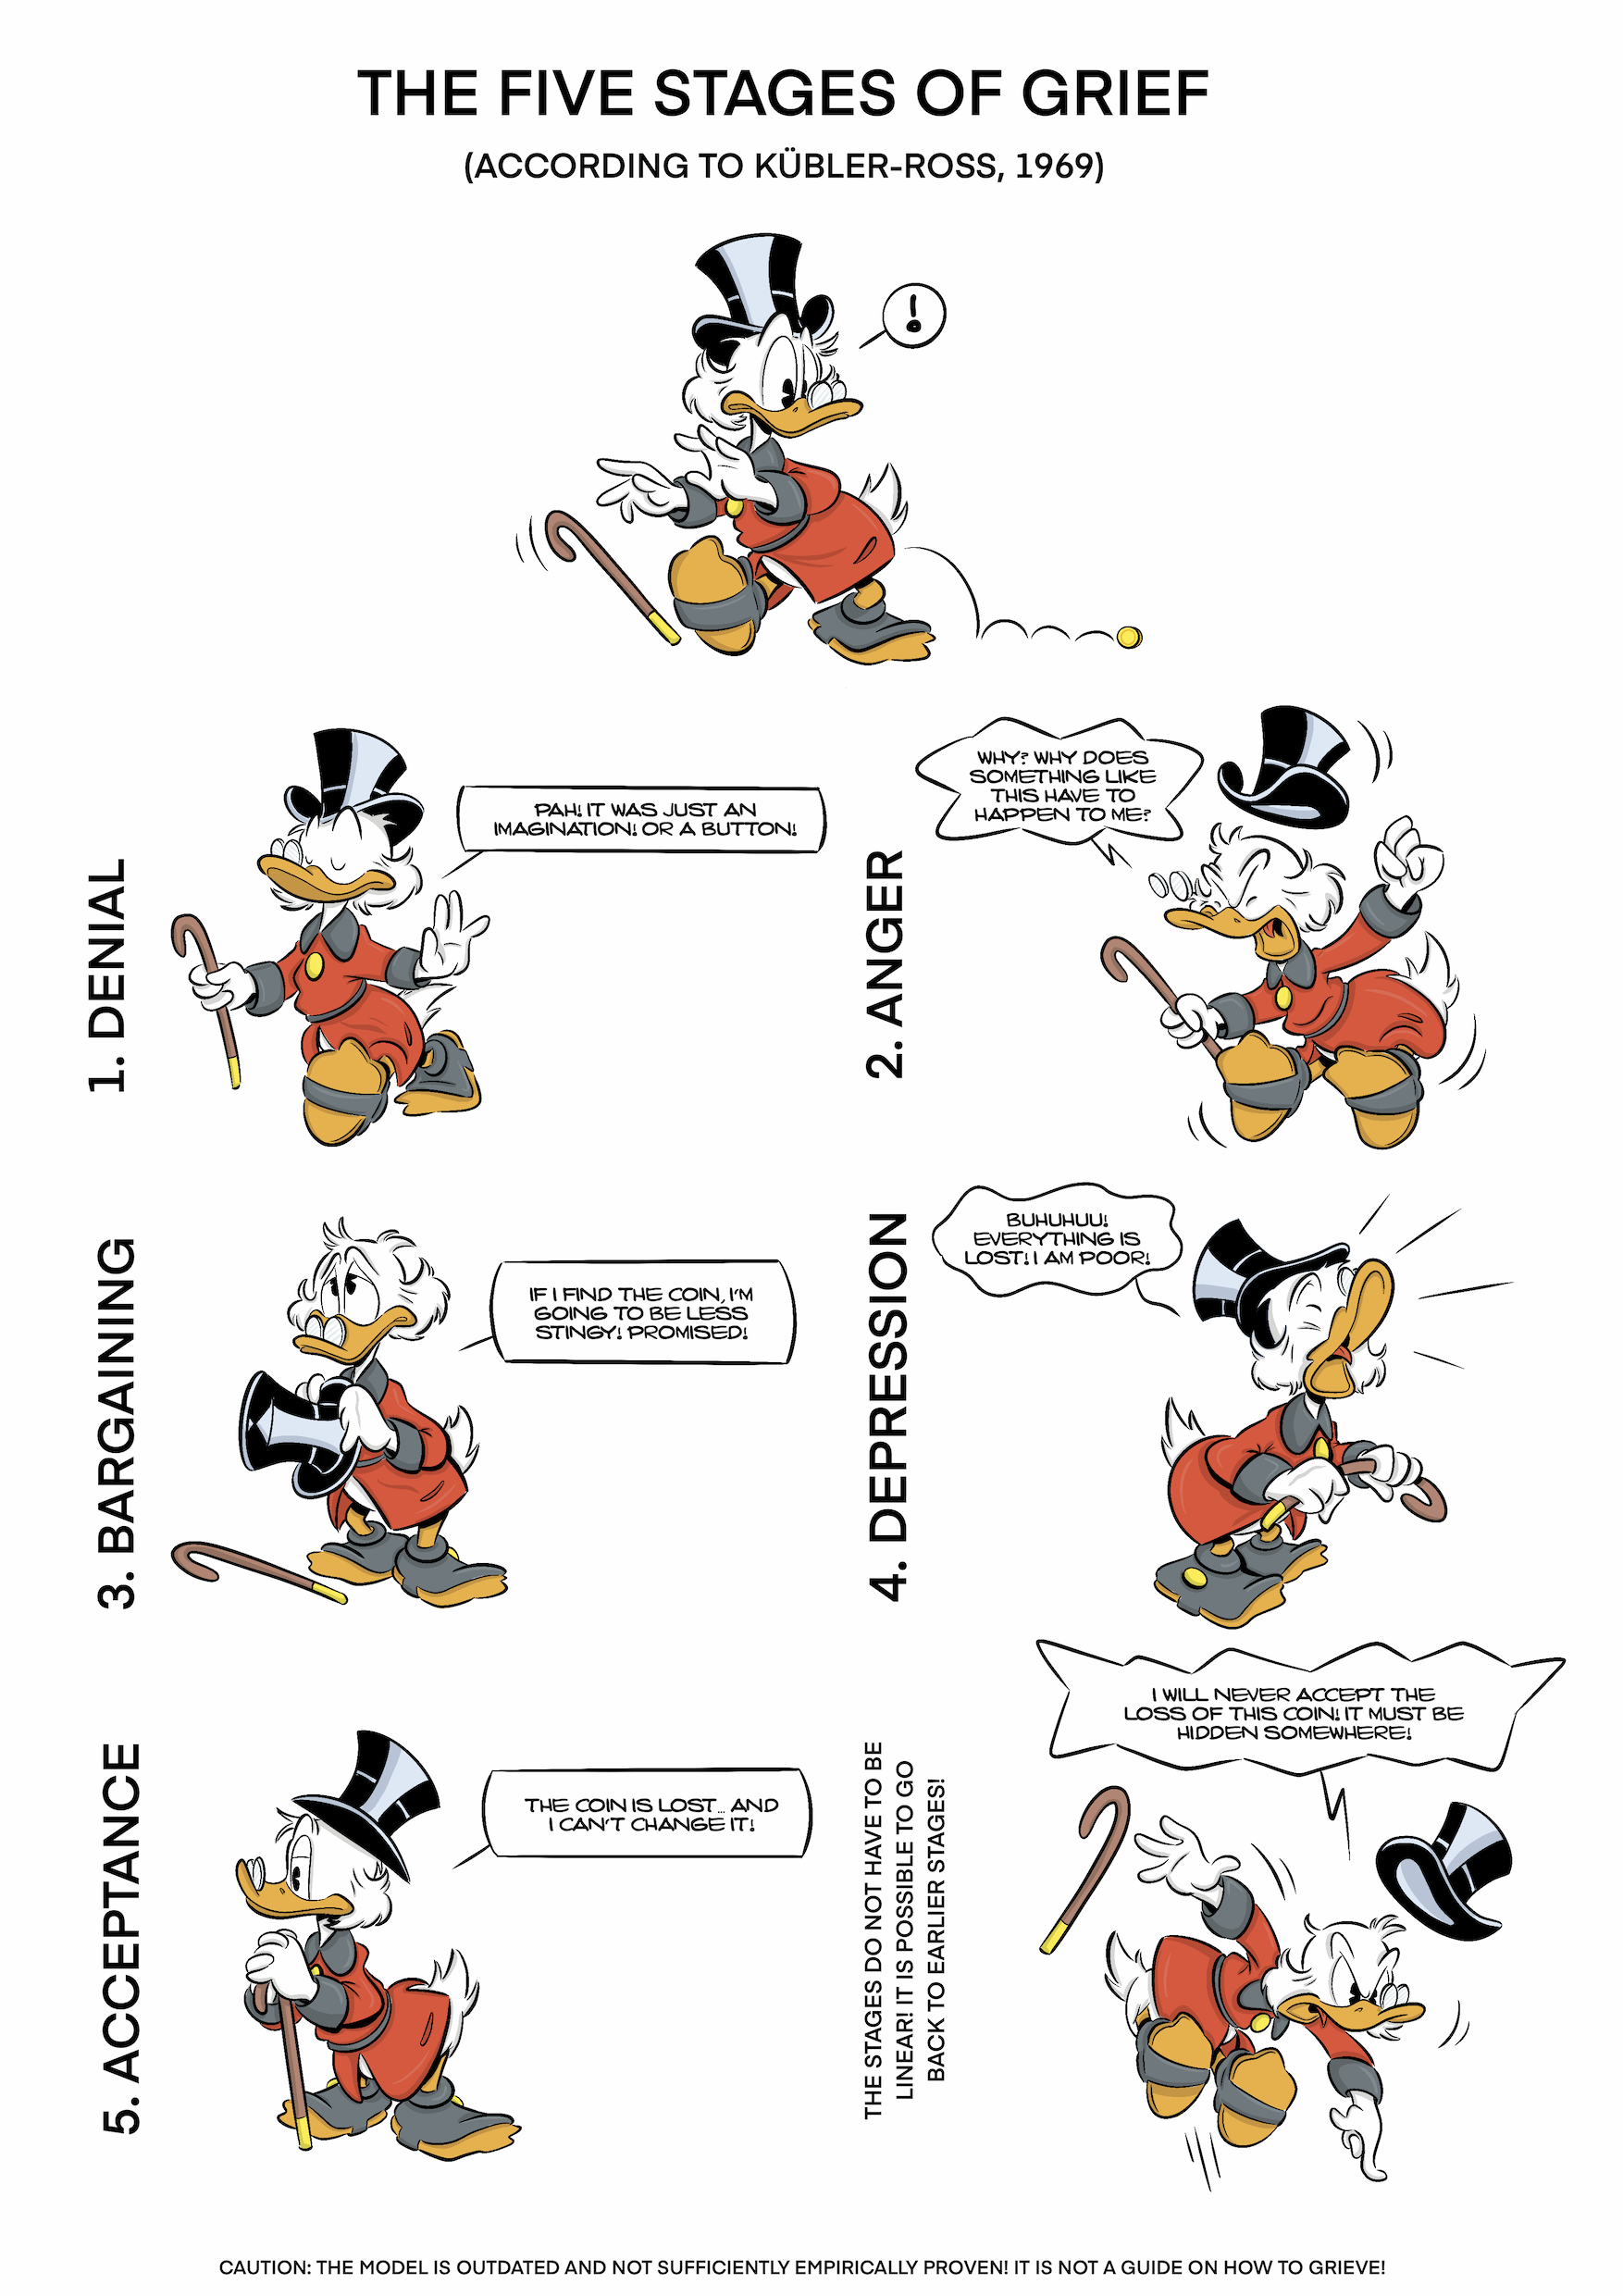 THE FIVE STAGES OF GRIEF
(ACCORDING TO KÜBLER-ROSS, 1969)
!
1. DENIAL
PAH! IT WAS JUST AN
IMAGINATION! OR A BUTTON!
2. ANGER
WHY? WHY DOES
SOMETHING LIKE
THIS HAVE TO
HAPPEN TO ME?
3. BARGAINING
IF I FIND THE COIN, I'M
GOING TO BE LESS
STINGY! PROMISED!
4. DEPRESSION
BUHUHUU!
EVERYTHING IS
LOST! I AM POOR!
5. ACCEPTANCE
THE COIN IS LOST... AND
I CAN'T CHANGE IT!
THE STAGES DO NOT HAVE TO BE
LINEAR! IT IS POSSIBLE TO GO
BACK TO EARLIER STAGES!
I WILL NEVER ACCEPT THE
LOSS OF THIS COIN! IT MUST BE
HIDDEN SOMEWHERE!
CAUTION: THE MODEL IS OUTDATED AND NOT SUFFICIENTLY EMPIRICALLY PROVEN! IT IS NOT A GUIDE ON HOW TO GRIEVE!